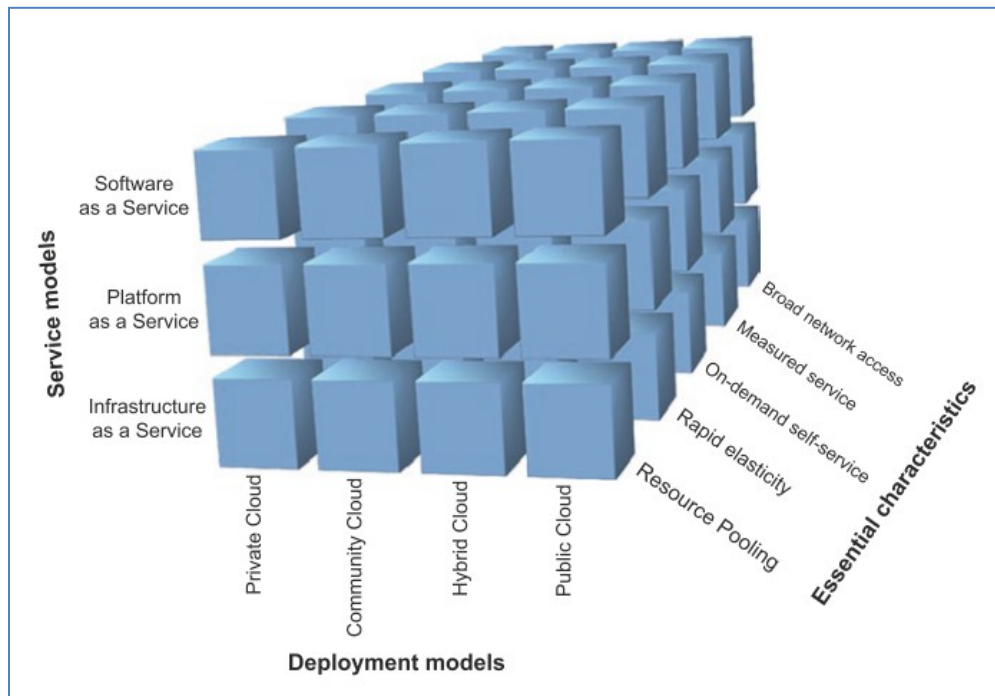 Service models
Software
as a Service
Platform
as a Service
Infrastructure
as a Service
Private Cloud
Community Cloud
Hybrid Cloud
Public Cloud
Deployment models
Broad network access
Measured service
On-demand self-service
Rapid elasticity
Resource Pooling
Essential characteristics